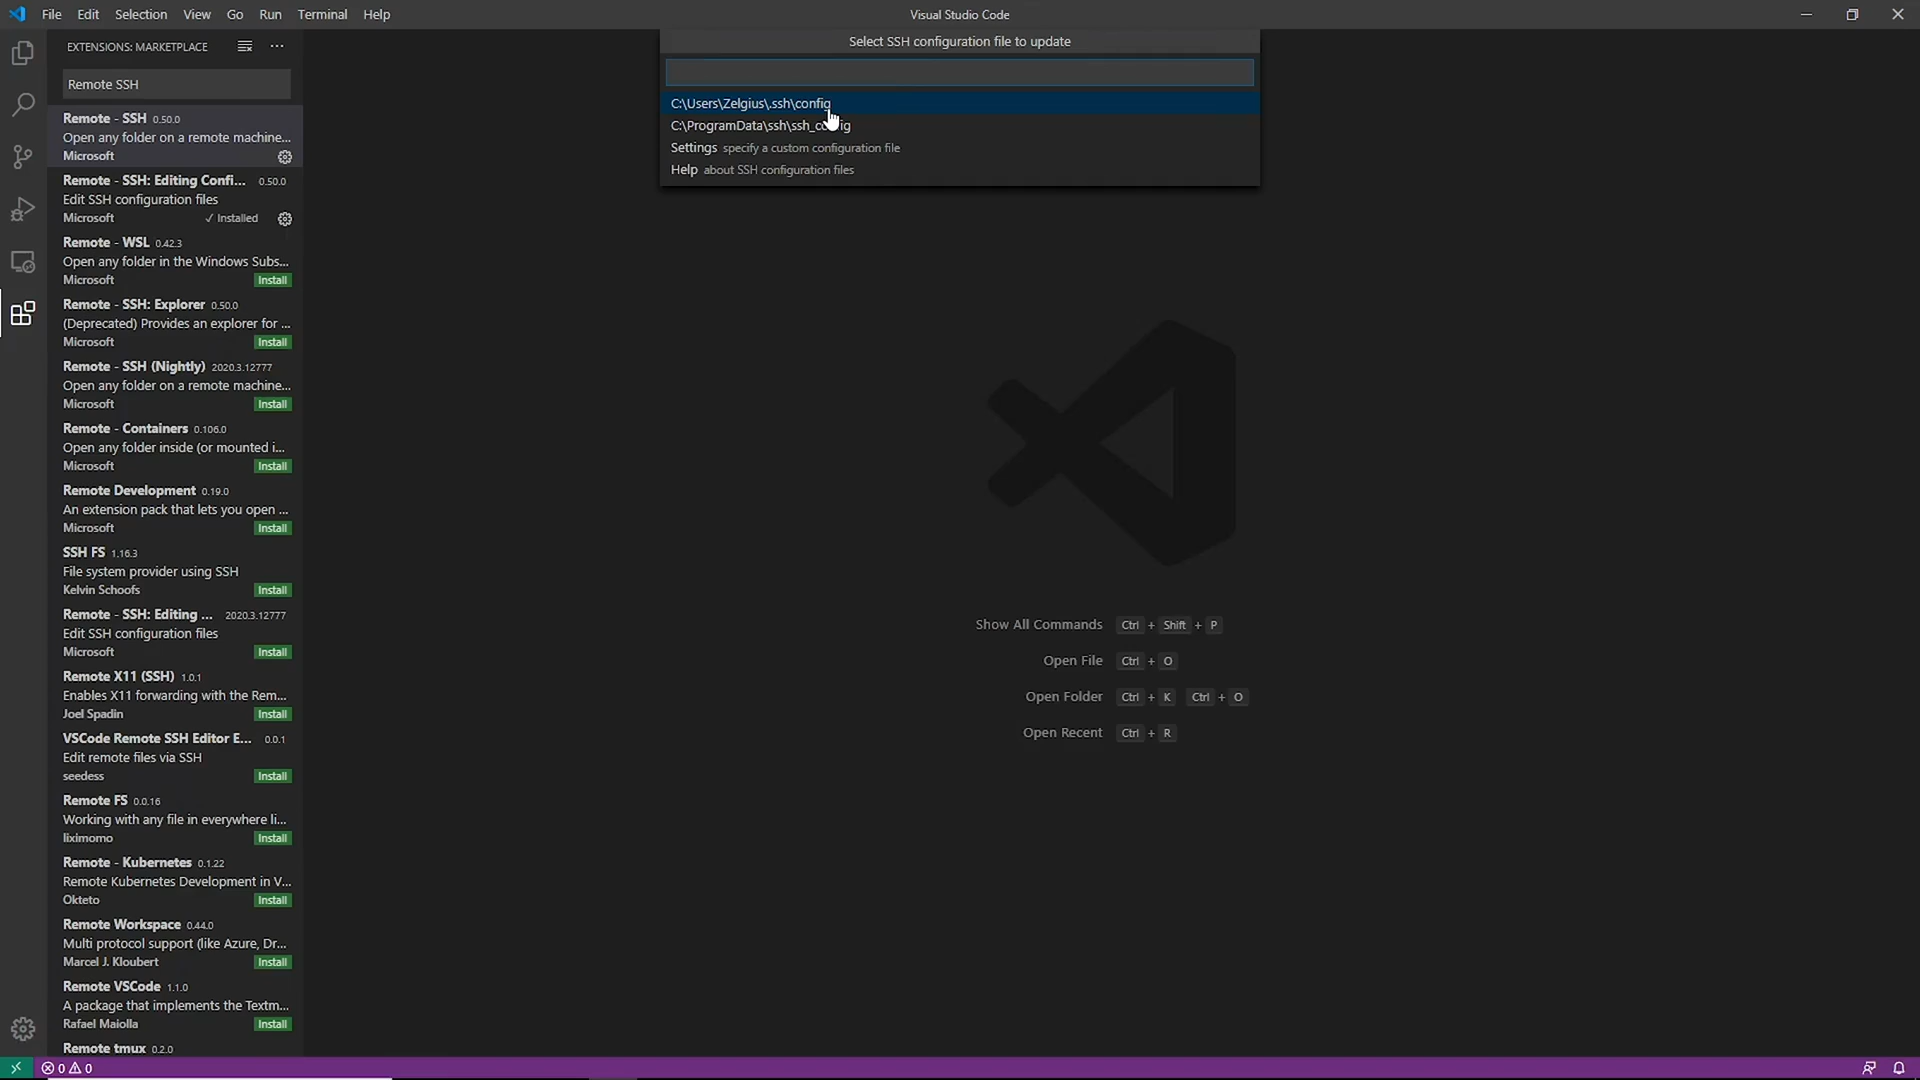 File Edit Selection View Go Run Terminal Help
Visual Studio Code
EXTENSIONS: MARKETPLACE
Remote SSH
Remote - SSH 0.50.0
Open any folder on a remote machine...
Microsoft
Remote - SSH: Editing Confi... 0.50.0
Edit SSH configuration files
Microsoft ✓ Installed
Remote - WSL 0.42.3
Open any folder in the Windows Subs...
Microsoft Install
Remote - SSH: Explorer 0.50.0
(Deprecated) Provides an explorer for ...
Microsoft Install
Remote - SSH (Nightly) 2020.3.12777
Open any folder on a remote machine...
Microsoft Install
Remote - Containers 0.106.0
Open any folder inside (or mounted i...
Microsoft Install
Remote Development 0.19.0
An extension pack that lets you open ...
Microsoft Install
SSH FS 1.16.3
File system provider using SSH
Kelvin Schoofs Install
Remote - SSH: Editing ... 2020.3.12777
Edit SSH configuration files
Microsoft Install
Remote X11 (SSH) 1.0.1
Enables X11 forwarding with the Rem...
Joel Spadin Install
VSCode Remote SSH Editor E... 0.0.1
Edit remote files via SSH
seedess Install
Remote FS 0.0.16
Working with any file in everywhere li...
liximomo Install
Remote - Kubernetes 0.1.22
Remote Kubernetes Development in V...
Okteto Install
Remote Workspace 0.44.0
Multi protocol support (like Azure, Dr...
Marcel J. Kloubert Install
Remote VSCode 1.1.0
A package that implements the Textm...
Rafael Maiolla Install
Remote tmux 0.2.0
Select SSH configuration file to update
C:\Users\Zelgius\.ssh\config
C:\ProgramData\ssh\ssh_config
Settings specify a custom configuration file
Help about SSH configuration files
Show All Commands Ctrl + Shift + P
Open File Ctrl + O
Open Folder Ctrl + K Ctrl + O
Open Recent Ctrl + R
0 0